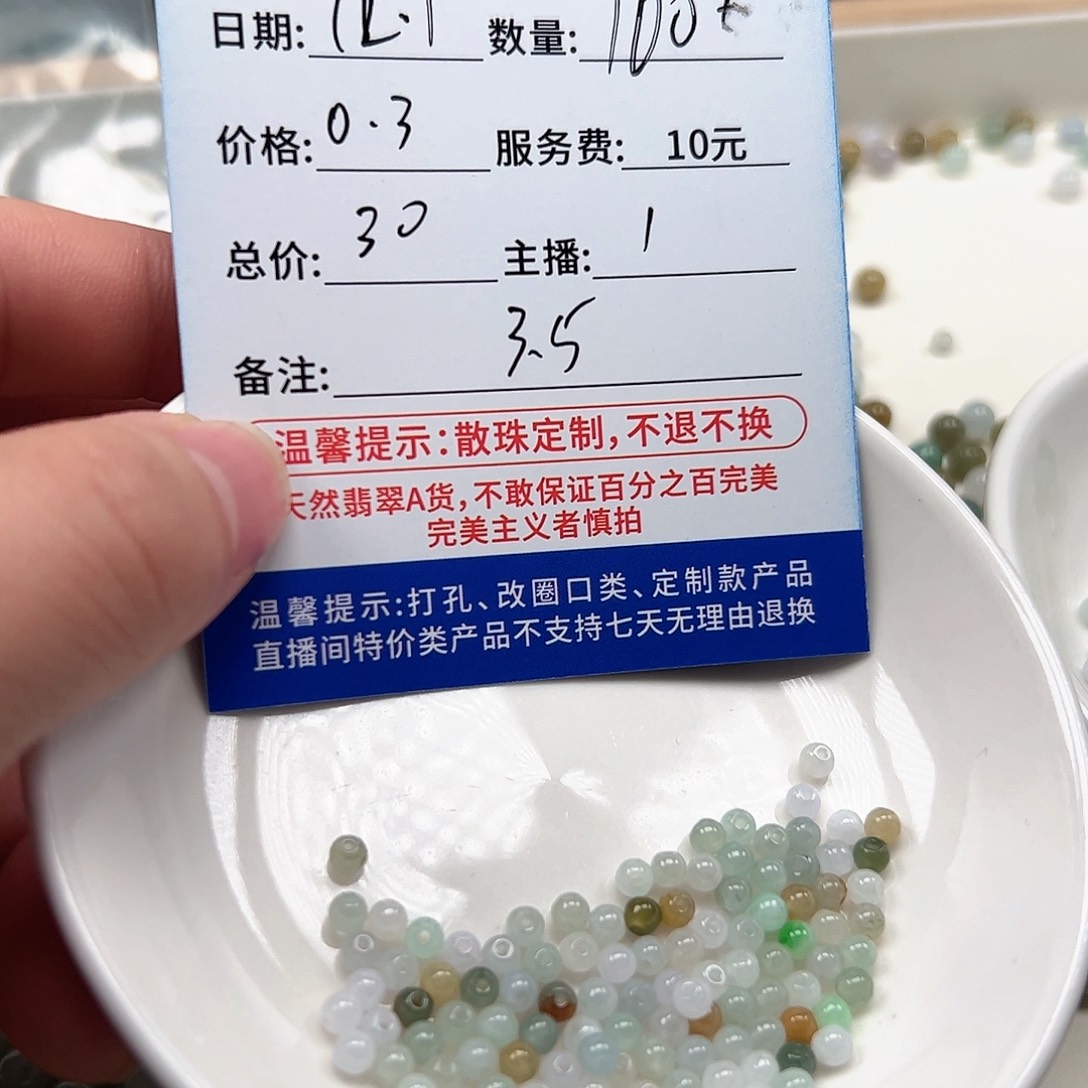 日期: 12.1 数量: 100
价格: 0.3 服务费: 10元
总价: 30 主播: 1
备注: 3.5
温馨提示:散珠定制,不退不换
天然翡翠A货,不敢保证百分之百完美
完美主义者慎拍
温馨提示:打孔、改圈口类、定制款产品
直播间特价类产品不支持七天无理由退换